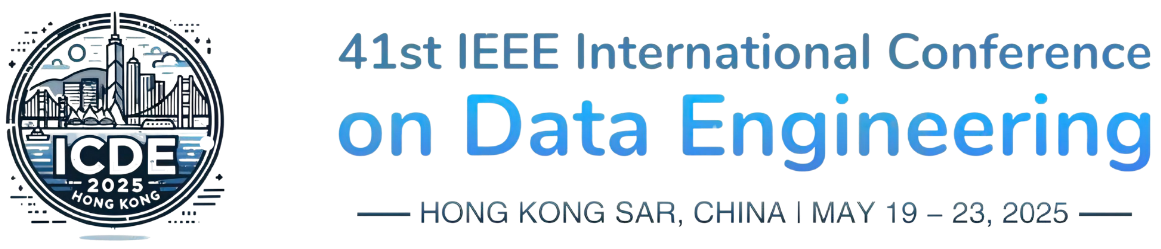 ICDE
2025
HONG KONG
41st IEEE International Conference
on Data Engineering
HONG KONG SAR, CHINA | MAY 19 – 23, 2025